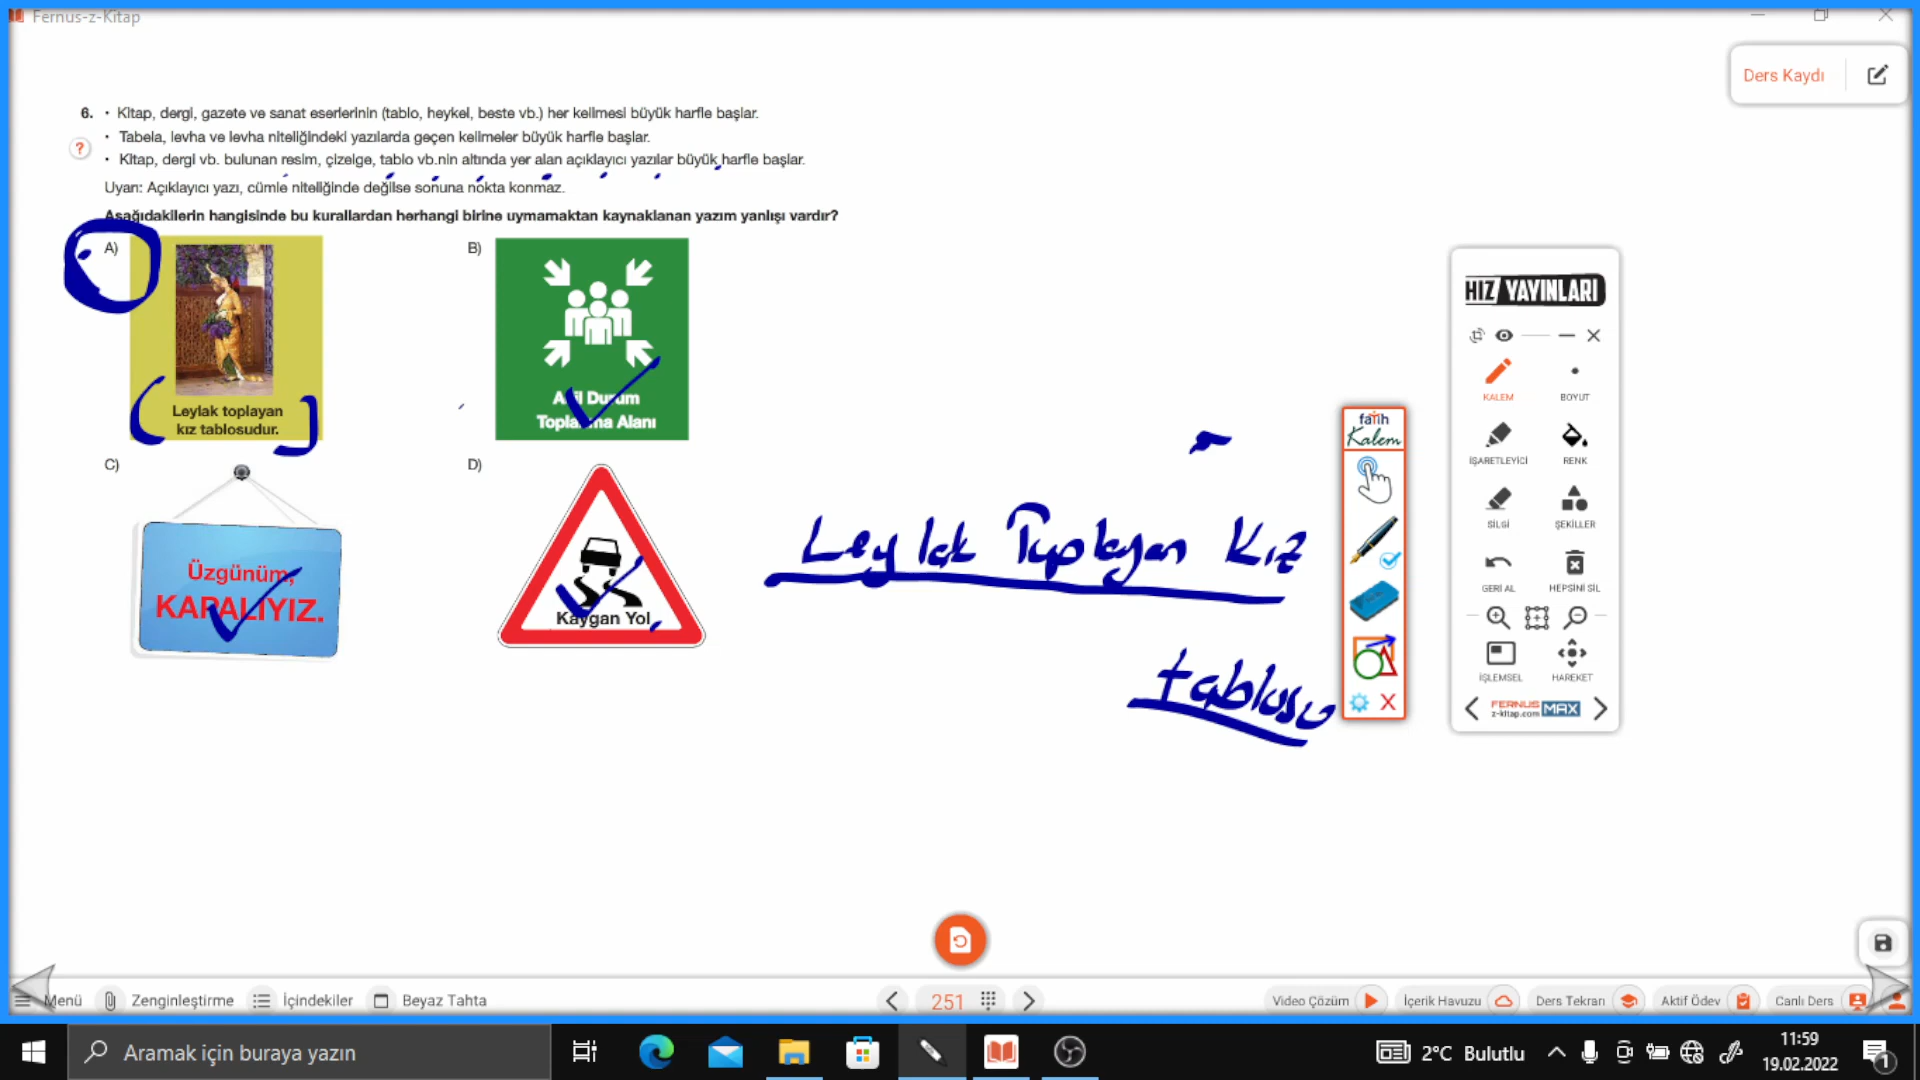 Fernus-z-Kitap
Ders Kaydı
6. • Kitap, dergi, gazete ve sanat eserlerinin (tablo, heykel, beste vb.) her kelimesi büyük harfle başlar.
• Tabela, levha ve levha niteliğindeki yazılarda geçen kelimeler büyük harfle başlar.
?
• Kitap, dergi vb. bulunan resim, çizelge, tablo vb.nin altında yer alan açıklayıcı yazılar büyük harfle başlar.
Uyarı: Açıklayıcı yazı, cümle niteliğinde değilse sonuna nokta konmaz.
Aşağıdakilerin hangisinde bu kurallardan herhangi birine uymamaktan kaynaklanan yazım yanlışı vardır?
A)
Leylak toplayan
kız tablosudur.
B)
Acil Durum
Toplanma Alanı
C)
Üzgünüm,
KAPALIYIZ.
D)
Kaygan Yol
Leylak Toplayan Kız
tablosu
fatih
Kalem
HIZ YAYINLARI
KALEM
BOYUT
İŞARETLEYİCİ
RENK
SİLGİ
ŞEKİLLER
GERİ AL
HEPSİNİ SİL
İŞLEMSEL
HAREKET
FERNUS
z-kitap.com MAX
Menü
Zenginleştirme
İçindekiler
Beyaz Tahta
251
Video Çözüm
İçerik Havuzu
Ders Tekrarı
Aktif Ödev
Canlı Ders
Aramak için buraya yazın
2°C Bulutlu
11:59
19.02.2022
1